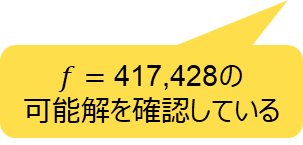 𝑓 = 417,428の
可能解を確認している